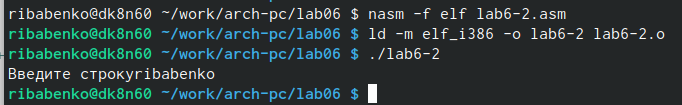 ribabenko@dk8n60 ~/work/arch-pc/lab06 $ nasm -f elf lab6-2.asm
ribabenko@dk8n60 ~/work/arch-pc/lab06 $ ld -m elf_i386 -o lab6-2 lab6-2.o
ribabenko@dk8n60 ~/work/arch-pc/lab06 $ ./lab6-2
Введите строкуribabenko
ribabenko@dk8n60 ~/work/arch-pc/lab06 $